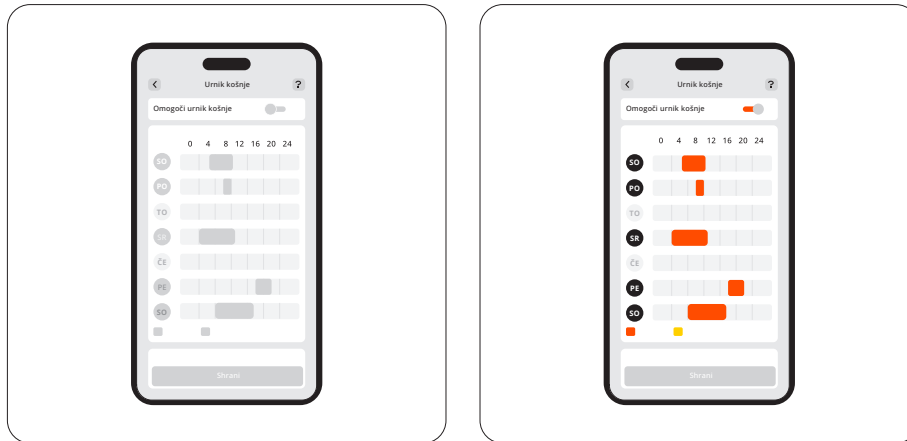 Urnik košnje ?
Omogoči urnik košnje
0 4 8 12 16 20 24
SO
PO
TO
SR
ČE
PE
SO
Shrani
Urnik košnje ?
Omogoči urnik košnje
0 4 8 12 16 20 24
SO
PO
TO
SR
ČE
PE
SO
Shrani